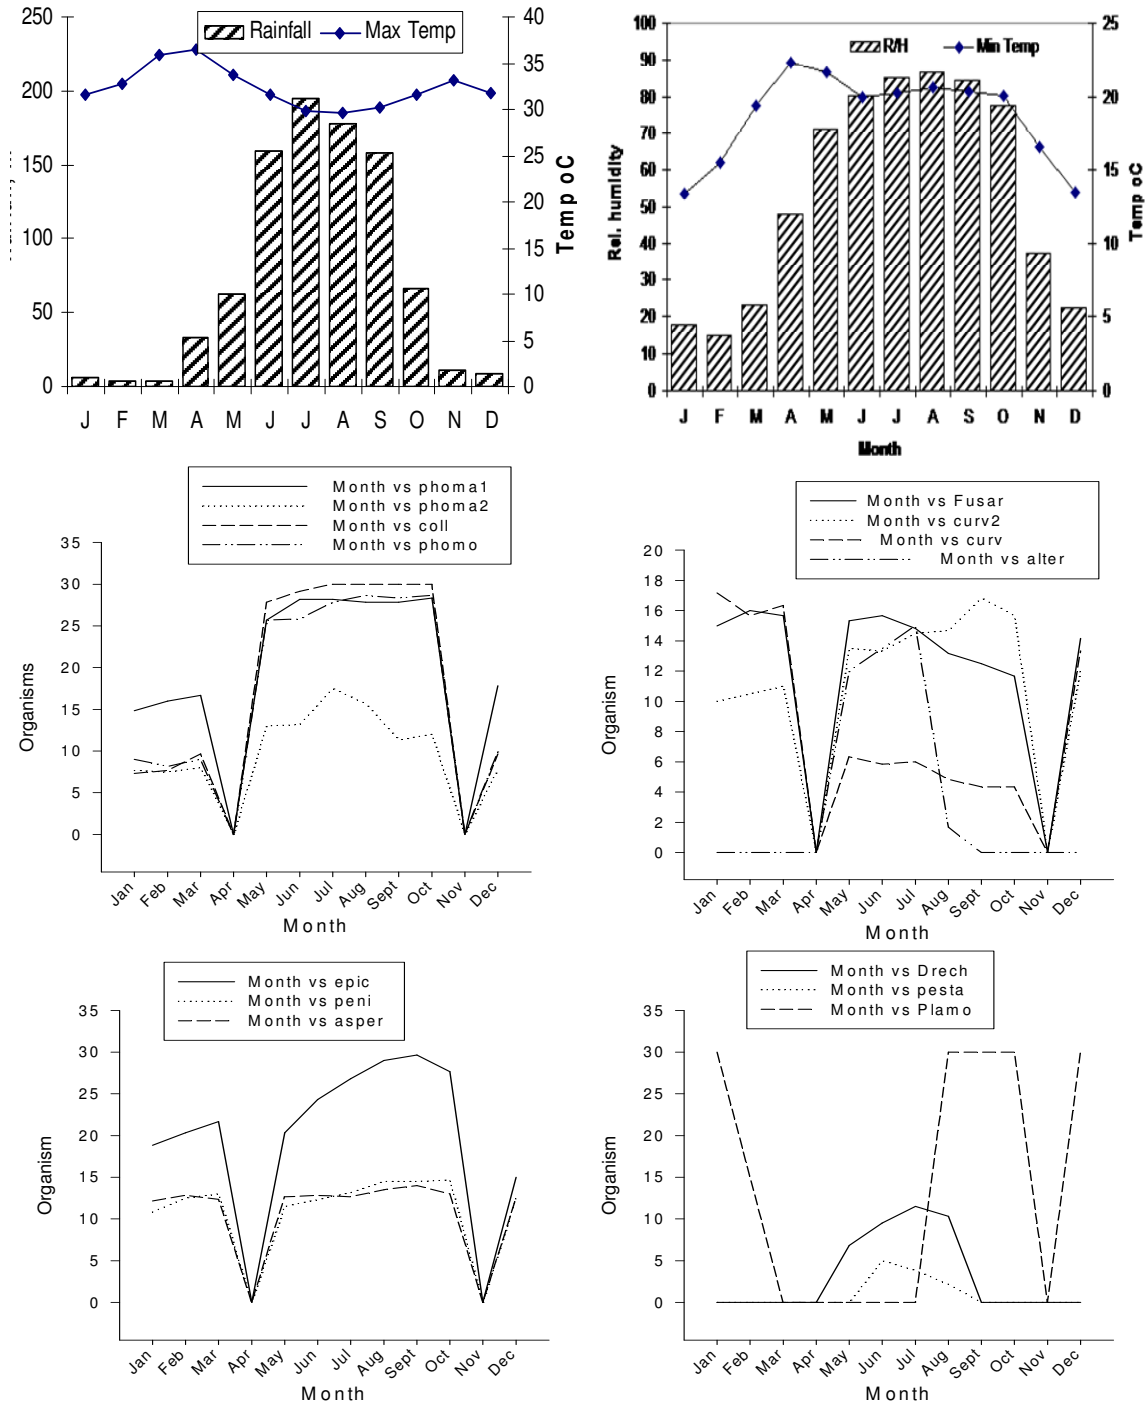 250
200
150
100
50
0
Rainfall Max Temp
40
35
30
25
20
15
10
5
0
Temp oC
J F M A M J J A S O N D
100
90
80
70
60
50
40
30
20
10
0
Rel. humidity
R/H Min Temp
25
20
15
10
5
0
Temp oC
J F M A M J J A S O N D
Month
Month vs phoma1
Month vs phoma2
Month vs coll
Month vs phomo
35
30
25
20
15
10
5
0
Organisms
Jan Feb Mar Apr May Jun Jul Aug Sept Oct Nov Dec
Month
Month vs Fusar
Month vs curv2
Month vs curv
Month vs alter
20
18
16
14
12
10
8
6
4
2
0
Organism
Jan Feb Mar Apr May Jun Jul Aug Sept Oct Nov Dec
Month
Month vs epic
Month vs peni
Month vs asper
35
30
25
20
15
10
5
0
Organism
Jan Feb Mar Apr May Jun Jul Aug Sept Oct Nov Dec
Month
Month vs Drech
Month vs pesta
Month vs Plamo
35
30
25
20
15
10
5
0
Organism
Jan Feb Mar Apr May Jun Jul Aug Sept Oct Nov Dec
Month